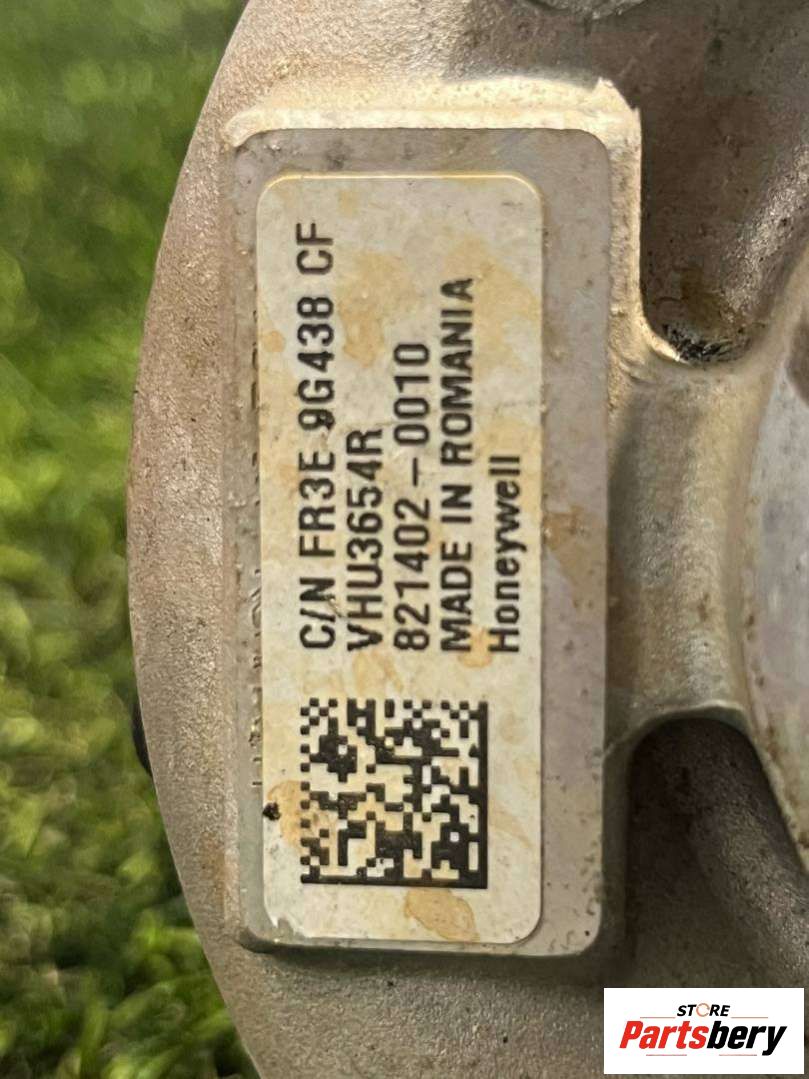 C/N FR3E 9G438 CF
VHU3654R
821402-0010
MADE IN ROMANIA
Honeywell
STORE
Partsbery